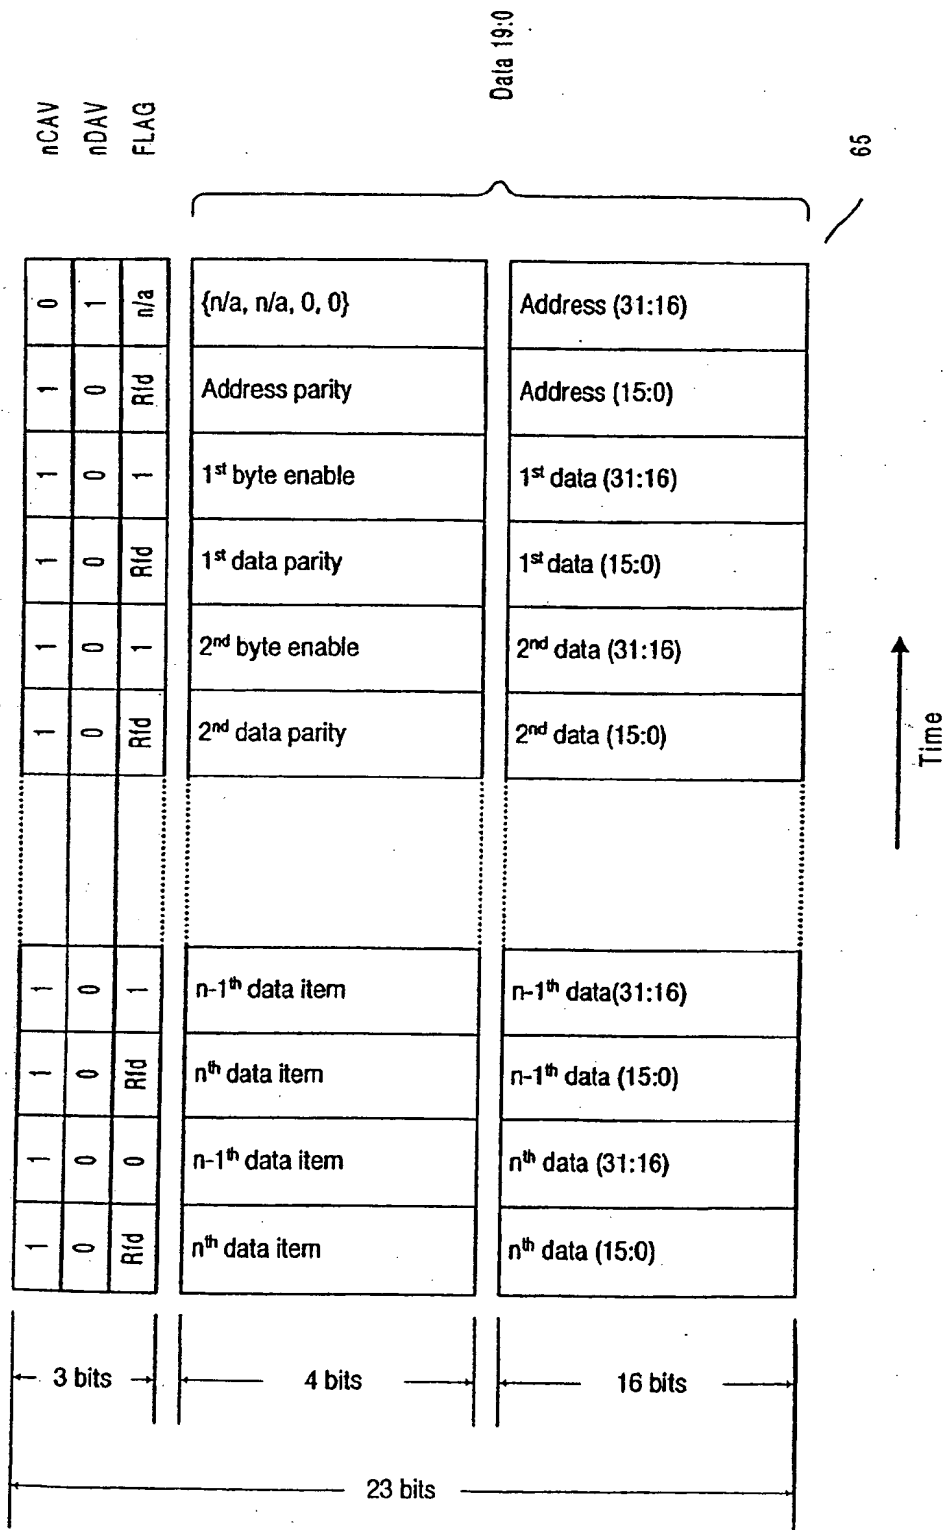 nCAV
nDAV
FLAG
Data 19:0
65
0 1 n/a {n/a, n/a, 0, 0} Address (31:16)
1 0 Rfd Address parity Address (15:0)
1 0 1 1st byte enable 1st data (31:16)
1 0 Rfd 1st data parity 1st data (15:0)
1 0 1 2nd byte enable 2nd data (31:16)
1 0 Rfd 2nd data parity 2nd data (15:0)
1 0 1 n-1th data item n-1th data(31:16)
1 0 Rfd nth data item n-1th data (15:0)
1 0 0 n-1th data item nth data (31:16)
1 0 Rfd nth data item nth data (15:0)
Time
3 bits
4 bits
16 bits
23 bits